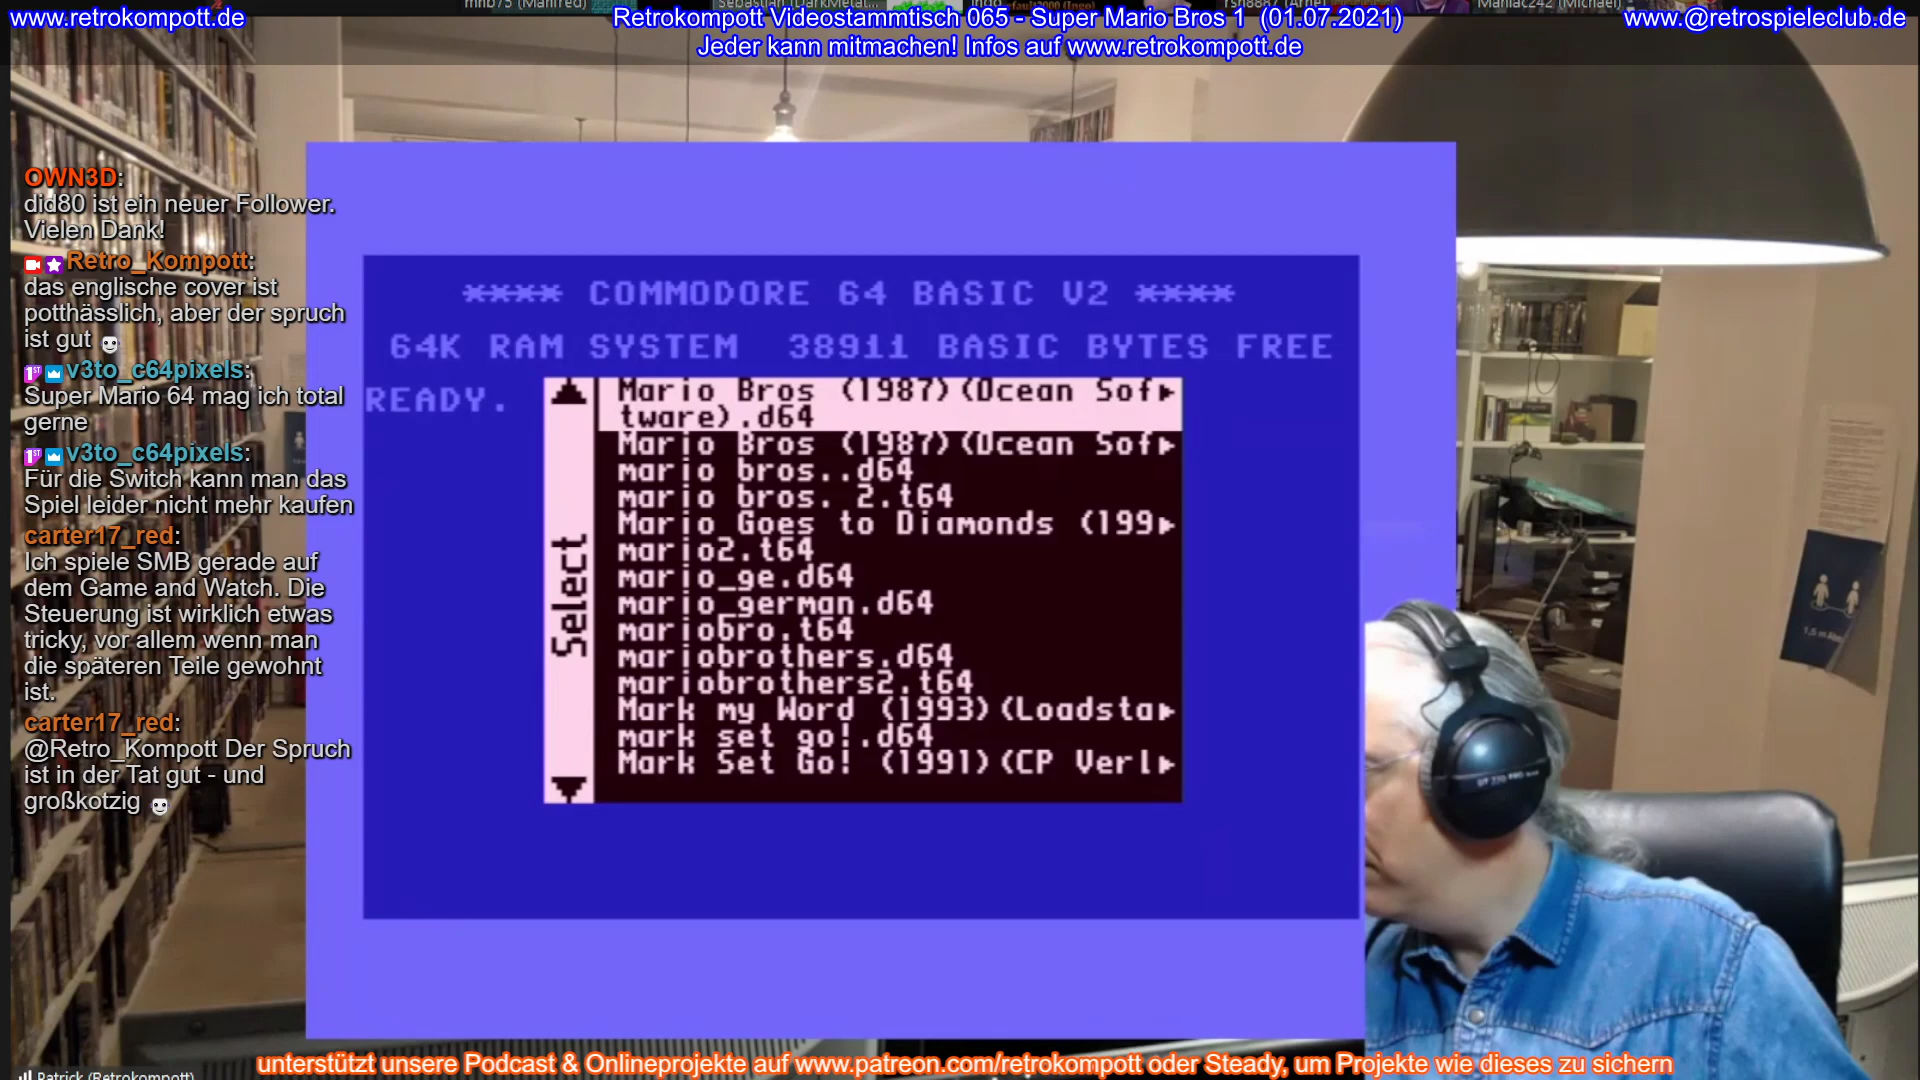 www.retrokompott.de
Retrokompott Videostammtisch 065 - Super Mario Bros 1 (01.07.2021)
www.@retrospieleclub.de
Jeder kann mitmachen! Infos auf www.retrokompott.de
OWN3D:
did80 ist ein neuer Follower.
Vielen Dank!
Retro_Kompott:
das englische cover ist
potthässlich, aber der spruch
ist gut
v3to_c64pixels:
Super Mario 64 mag ich total
gerne
v3to_c64pixels:
Für die Switch kann man das
Spiel leider nicht mehr kaufen
carter17_red:
Ich spiele SMB gerade auf
dem Game and Watch. Die
Steuerung ist wirklich etwas
tricky, vor allem wenn man
die späteren Teile gewohnt
ist.
carter17_red:
@Retro_Kompott Der Spruch
ist in der Tat gut - und
großkotzig
**** COMMODORE 64 BASIC V2 ****
64K RAM SYSTEM 38911 BASIC BYTES FREE
READY.
Select
Mario Bros (1987)(Ocean Sof
tware).d64
Mario Bros (1987)(Ocean Sof
mario bros..d64
mario bros. 2.t64
Mario Goes to Diamonds (199
mario2.t64
mario_ge.d64
mario_german.d64
mariobro.t64
mariobrothers.d64
mariobrothers2.t64
Mark my Word (1993)(Loadsta
mark set go!.d64
Mark Set Go! (1991)(CP Verl
DT 770 PRO
unterstützt unsere Podcast & Onlineprojekte auf www.patreon.com/retrokompott oder Steady, um Projekte wie dieses zu sichern
Patrick (Retrokompott)